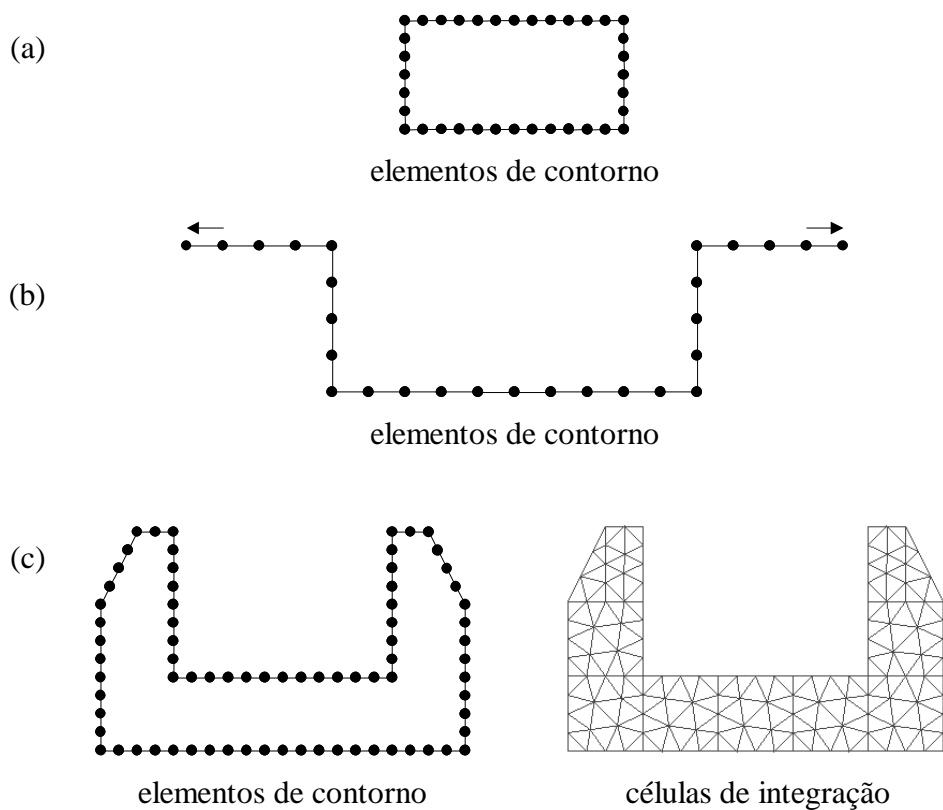 (a)
elementos de contorno
(b)
elementos de contorno
(c)
elementos de contorno
células de integração